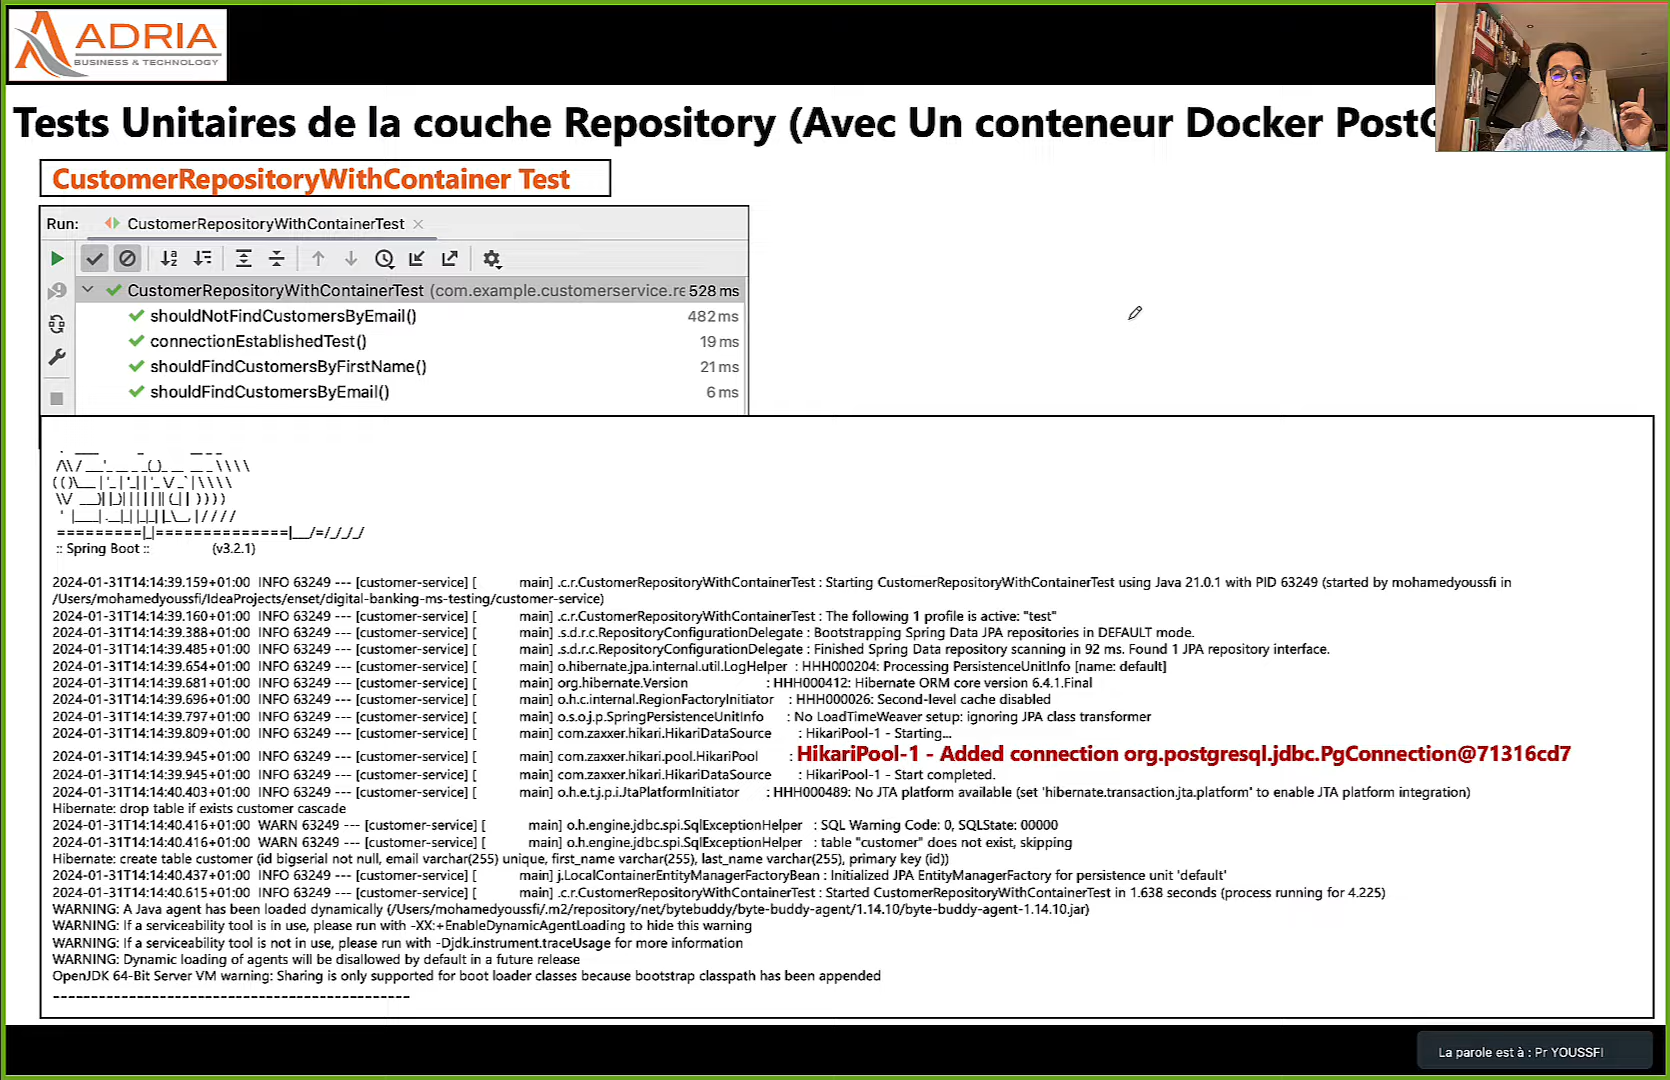 ADRIA
BUSINESS & TECHNOLOGY
Tests Unitaires de la couche Repository (Avec Un conteneur Docker Post
CustomerRepositoryWithContainer Test
Run: CustomerRepositoryWithContainerTest
CustomerRepositoryWithContainerTest (com.example.customerservice.re 528 ms
shouldNotFindCustomersByEmail() 482 ms
connectionEstablishedTest() 19 ms
shouldFindCustomersByFirstName() 21 ms
shouldFindCustomersByEmail() 6 ms
:: Spring Boot :: (v3.2.1)
2024-01-31T14:14:39.159+01:00 INFO 63249 --- [customer-service] [ main] .c.r.CustomerRepositoryWithContainerTest : Starting CustomerRepositoryWithContainerTest using Java 21.0.1 with PID 63249 (started by mohamedyoussfi in
/Users/mohamedyoussfi/IdeaProjects/enset/digital-banking-ms-testing/customer-service)
2024-01-31T14:14:39.160+01:00 INFO 63249 --- [customer-service] [ main] .c.r.CustomerRepositoryWithContainerTest : The following 1 profile is active: "test"
2024-01-31T14:14:39.388+01:00 INFO 63249 --- [customer-service] [ main] .s.d.r.c.RepositoryConfigurationDelegate : Bootstrapping Spring Data JPA repositories in DEFAULT mode.
2024-01-31T14:14:39.485+01:00 INFO 63249 --- [customer-service] [ main] .s.d.r.c.RepositoryConfigurationDelegate : Finished Spring Data repository scanning in 92 ms. Found 1 JPA repository interface.
2024-01-31T14:14:39.654+01:00 INFO 63249 --- [customer-service] [ main] o.hibernate.jpa.internal.util.LogHelper : HHH000204: Processing PersistenceUnitInfo [name: default]
2024-01-31T14:14:39.681+01:00 INFO 63249 --- [customer-service] [ main] org.hibernate.Version : HHH000412: Hibernate ORM core version 6.4.1.Final
2024-01-31T14:14:39.696+01:00 INFO 63249 --- [customer-service] [ main] o.h.c.internal.RegionFactoryInitiator : HHH000026: Second-level cache disabled
2024-01-31T14:14:39.797+01:00 INFO 63249 --- [customer-service] [ main] o.s.o.j.p.SpringPersistenceUnitInfo : No LoadTimeWeaver setup: ignoring JPA class transformer
2024-01-31T14:14:39.809+01:00 INFO 63249 --- [customer-service] [ main] com.zaxxer.hikari.HikariDataSource : HikariPool-1 - Starting...
2024-01-31T14:14:39.945+01:00 INFO 63249 --- [customer-service] [ main] com.zaxxer.hikari.pool.HikariPool : HikariPool-1 - Added connection org.postgresql.jdbc.PgConnection@71316cd7
2024-01-31T14:14:39.945+01:00 INFO 63249 --- [customer-service] [ main] com.zaxxer.hikari.HikariDataSource : HikariPool-1 - Start completed.
2024-01-31T14:14:40.403+01:00 INFO 63249 --- [customer-service] [ main] o.h.e.t.j.p.i.JtaPlatformInitiator : HHH000489: No JTA platform available (set 'hibernate.transaction.jta.platform' to enable JTA platform integration)
Hibernate: drop table if exists customer cascade
2024-01-31T14:14:40.416+01:00 WARN 63249 --- [customer-service] [ main] o.h.engine.jdbc.spi.SqlExceptionHelper : SQL Warning Code: 0, SQLState: 00000
2024-01-31T14:14:40.416+01:00 WARN 63249 --- [customer-service] [ main] o.h.engine.jdbc.spi.SqlExceptionHelper : table "customer" does not exist, skipping
Hibernate: create table customer (id bigserial not null, email varchar(255) unique, first_name varchar(255), last_name varchar(255), primary key (id))
2024-01-31T14:14:40.437+01:00 INFO 63249 --- [customer-service] [ main] j.LocalContainerEntityManagerFactoryBean : Initialized JPA EntityManagerFactory for persistence unit 'default'
2024-01-31T14:14:40.615+01:00 INFO 63249 --- [customer-service] [ main] .c.r.CustomerRepositoryWithContainerTest : Started CustomerRepositoryWithContainerTest in 1.638 seconds (process running for 4.225)
WARNING: A Java agent has been loaded dynamically (/Users/mohamedyoussfi/.m2/repository/net/bytebuddy/byte-buddy-agent/1.14.10/byte-buddy-agent-1.14.10.jar)
WARNING: If a serviceability tool is in use, please run with -XX:+EnableDynamicAgentLoading to hide this warning
WARNING: If a serviceability tool is not in use, please run with -Djdk.instrument.traceUsage for more information
WARNING: Dynamic loading of agents will be disallowed by default in a future release
OpenJDK 64-Bit Server VM warning: Sharing is only supported for boot loader classes because bootstrap classpath has been appended
----------------------------------------------
La parole est à : Pr YOUSSFI